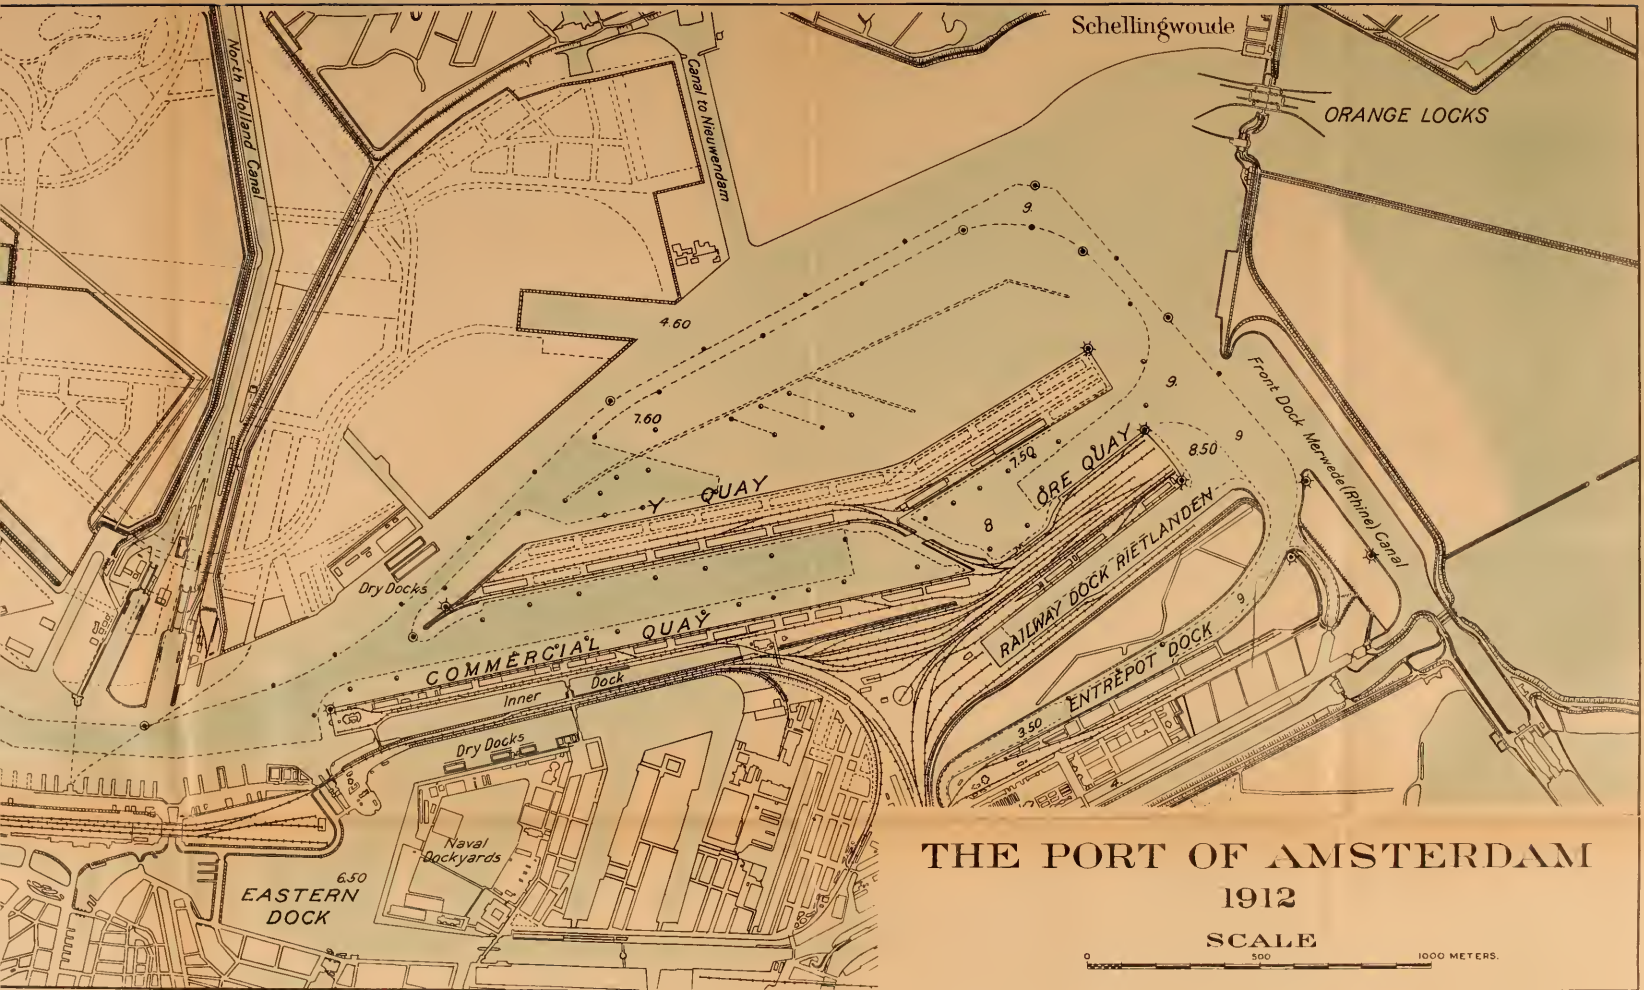 Schellingwoude
North Holland Canal
Canal to Nieuwendam
ORANGE LOCKS
9.
4.60
Front Dock Merwede (Rhine) Canal
9.
7.60
9
8.50
7.50
ORE QUAY
Y QUAY
8
Dry Docks
RAILWAY DOCK RIETLANDEN
9
COMMERCIAL QUAY
ENTREPOT DOCK
Inner Dock
3.50
Dry Docks
4
Naval
Dockyards
6.50
EASTERN
DOCK
THE PORT OF AMSTERDAM
1912
SCALE
0 500 1000 METERS.